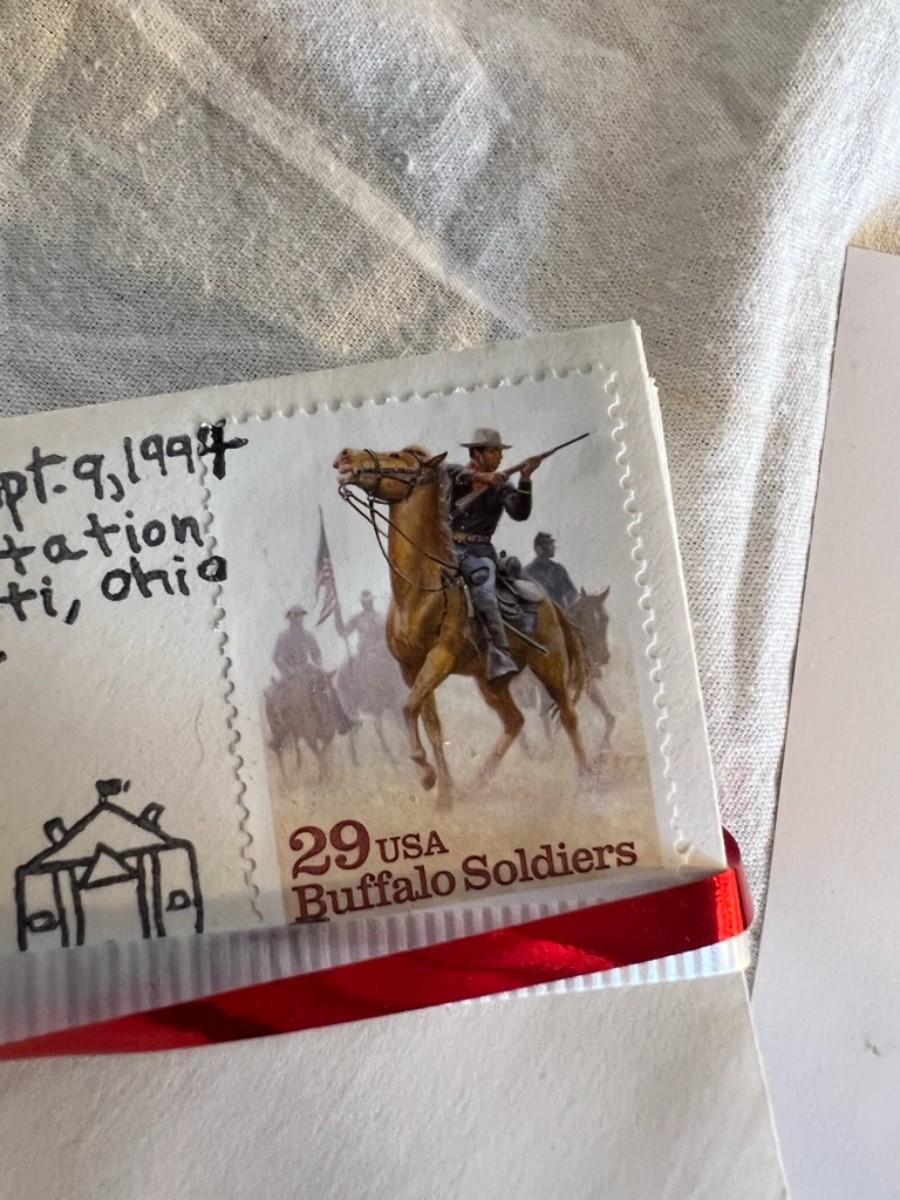 pt. 9, 1994
tation
ti, Ohio
29 USA
Buffalo Soldiers